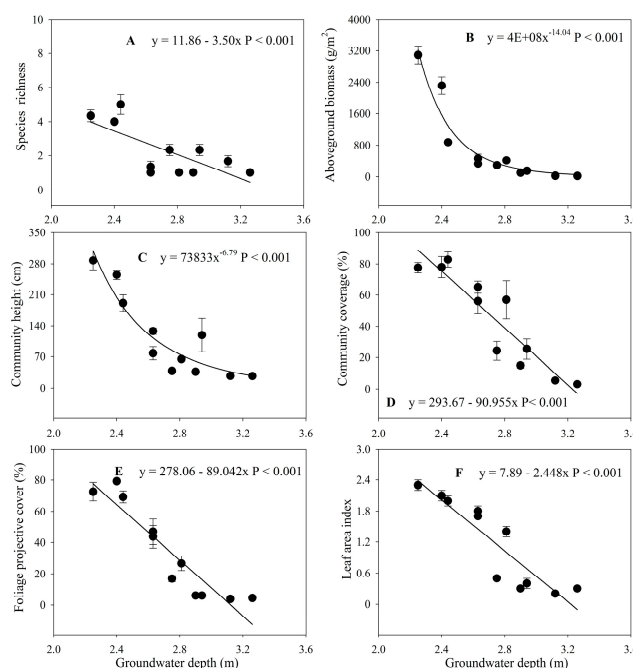 A y = 11.86 - 3.50x P < 0.001
10
8
6
4
2
0
Species richness
2.0 2.4 2.8 3.2 3.6
B y = 4E+08x-14.04 P < 0.001
3200
2400
1600
800
0
Aboveground biomass (g/m2)
2.0 2.4 2.8 3.2 3.6
C y = 73833x-6.79 P < 0.001
350
280
210
140
70
0
Community height (cm)
2.0 2.4 2.8 3.2 3.6
100
80
60
40
20
0
Community coverage (%)
D y = 293.67 - 90.955x P< 0.001
2.0 2.4 2.8 3.2 3.6
E y = 278.06 - 89.042x P < 0.001
100
80
60
40
20
0
Foliage projective cover (%)
2.0 2.4 2.8 3.2 3.6
Groundwater depth (m)
F y = 7.89 - 2.448x P < 0.001
3.0
2.4
1.8
1.2
.6
0
Leaf area index
2.0 2.4 2.8 3.2 3.6
Groundwater depth (m)